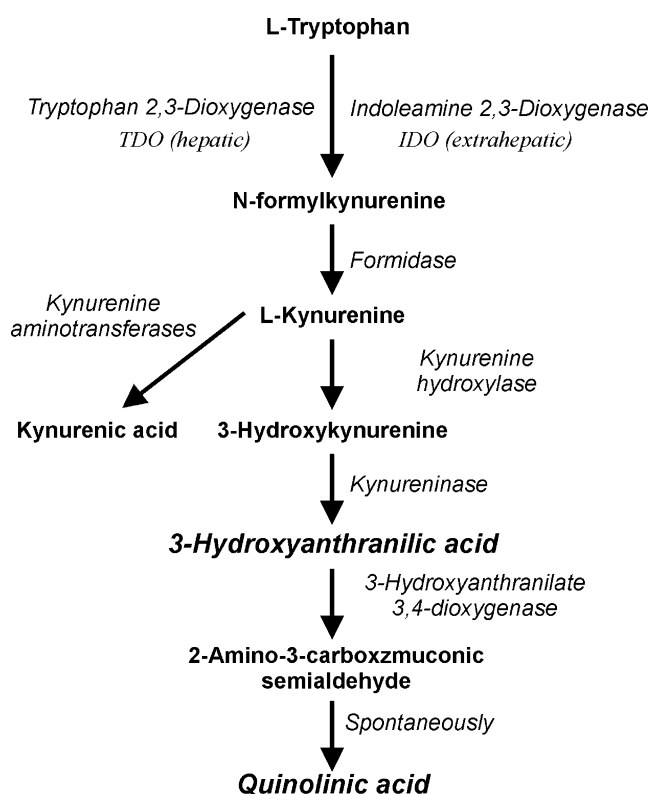 L-Tryptophan
Tryptophan 2,3-Dioxygenase
TDO (hepatic)
Indoleamine 2,3-Dioxygenase
IDO (extrahepatic)
N-formylkynurenine
Formidase
Kynurenine
aminotransferases
L-Kynurenine
Kynurenine
hydroxylase
Kynurenic acid
3-Hydroxykynurenine
Kynureninase
3-Hydroxyanthranilic acid
3-Hydroxyanthranilate
3,4-dioxygenase
2-Amino-3-carboxzmuconic
semialdehyde
Spontaneously
Quinolinic acid